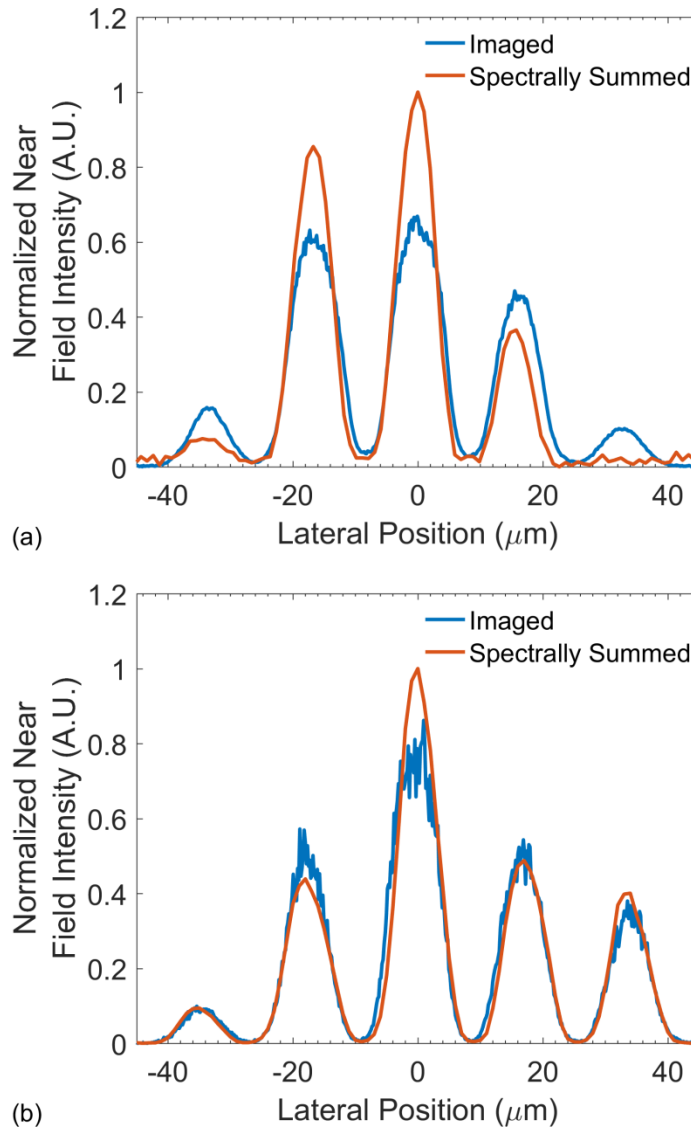 1.2
1
0.8
0.6
0.4
0.2
0
Normalized Near
Field Intensity (A.U.)
Imaged
Spectrally Summed
-40 -20 0 20 40
Lateral Position (μm)
(a)
1.2
1
0.8
0.6
0.4
0.2
0
Normalized Near
Field Intensity (A.U.)
Imaged
Spectrally Summed
-40 -20 0 20 40
Lateral Position (μm)
(b)